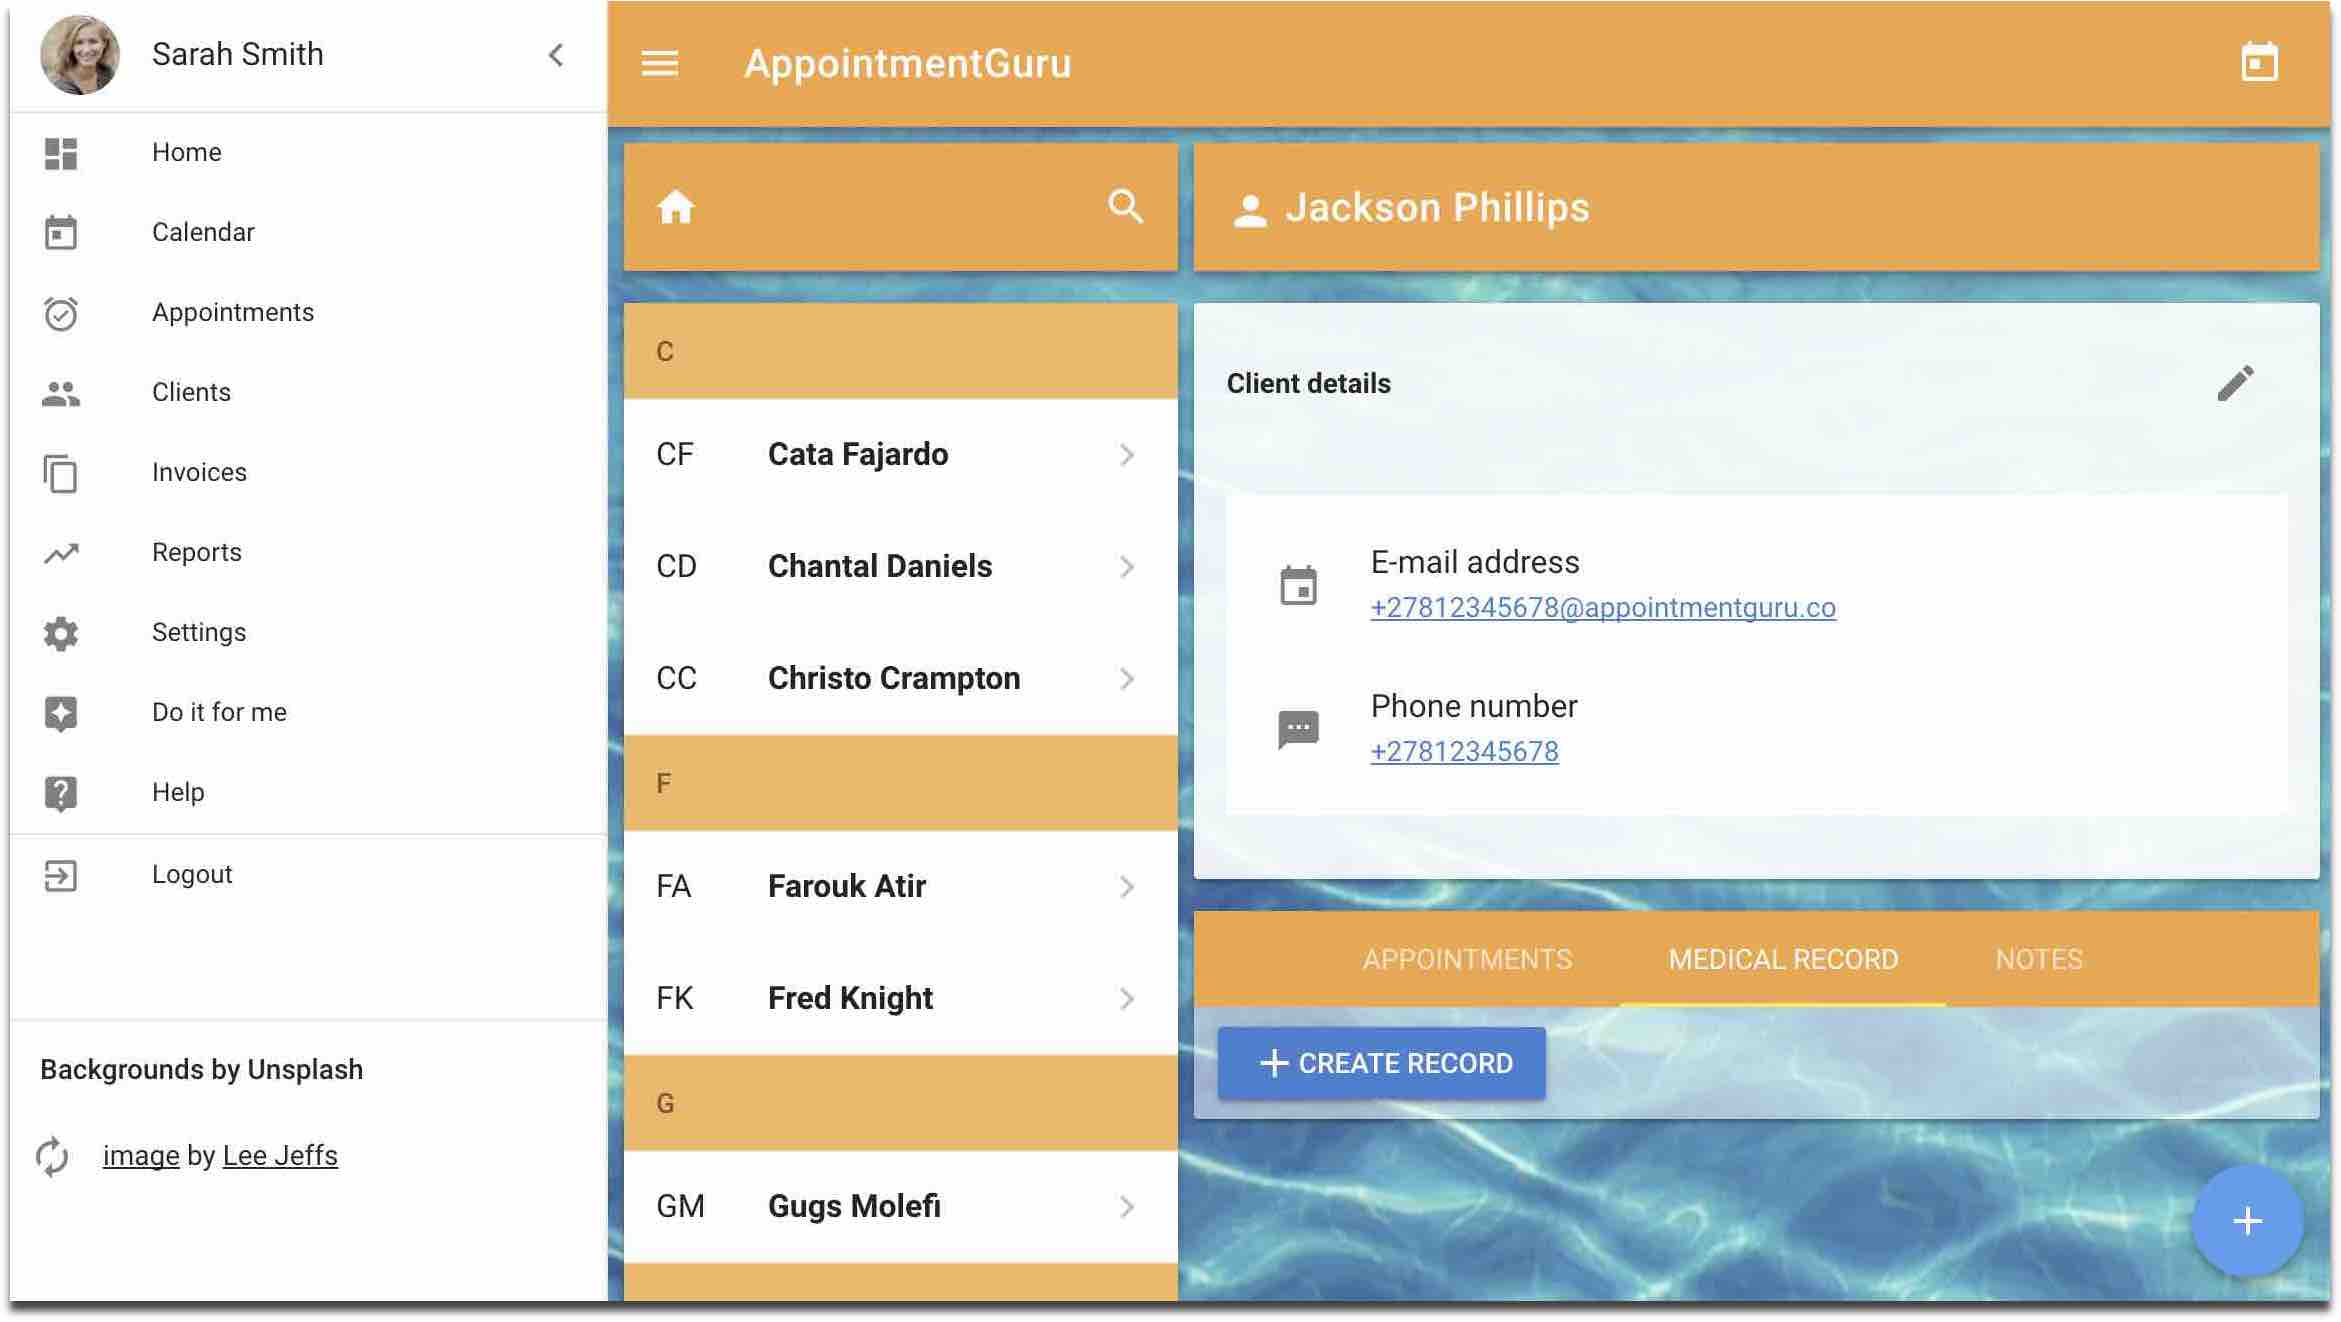 Sarah Smith
Home
Calendar
Appointments
Clients
Invoices
Reports
Settings
Do it for me
Help
Logout
Backgrounds by Unsplash
image by Lee Jeffs
AppointmentGuru
C
CF Cata Fajardo
CD Chantal Daniels
CC Christo Crampton
F
FA Farouk Atir
FK Fred Knight
G
GM Gugs Molefi
Jackson Phillips
Client details
E-mail address
+27812345678@appointmentguru.co
Phone number
+27812345678
APPOINTMENTS MEDICAL RECORD NOTES
+ CREATE RECORD